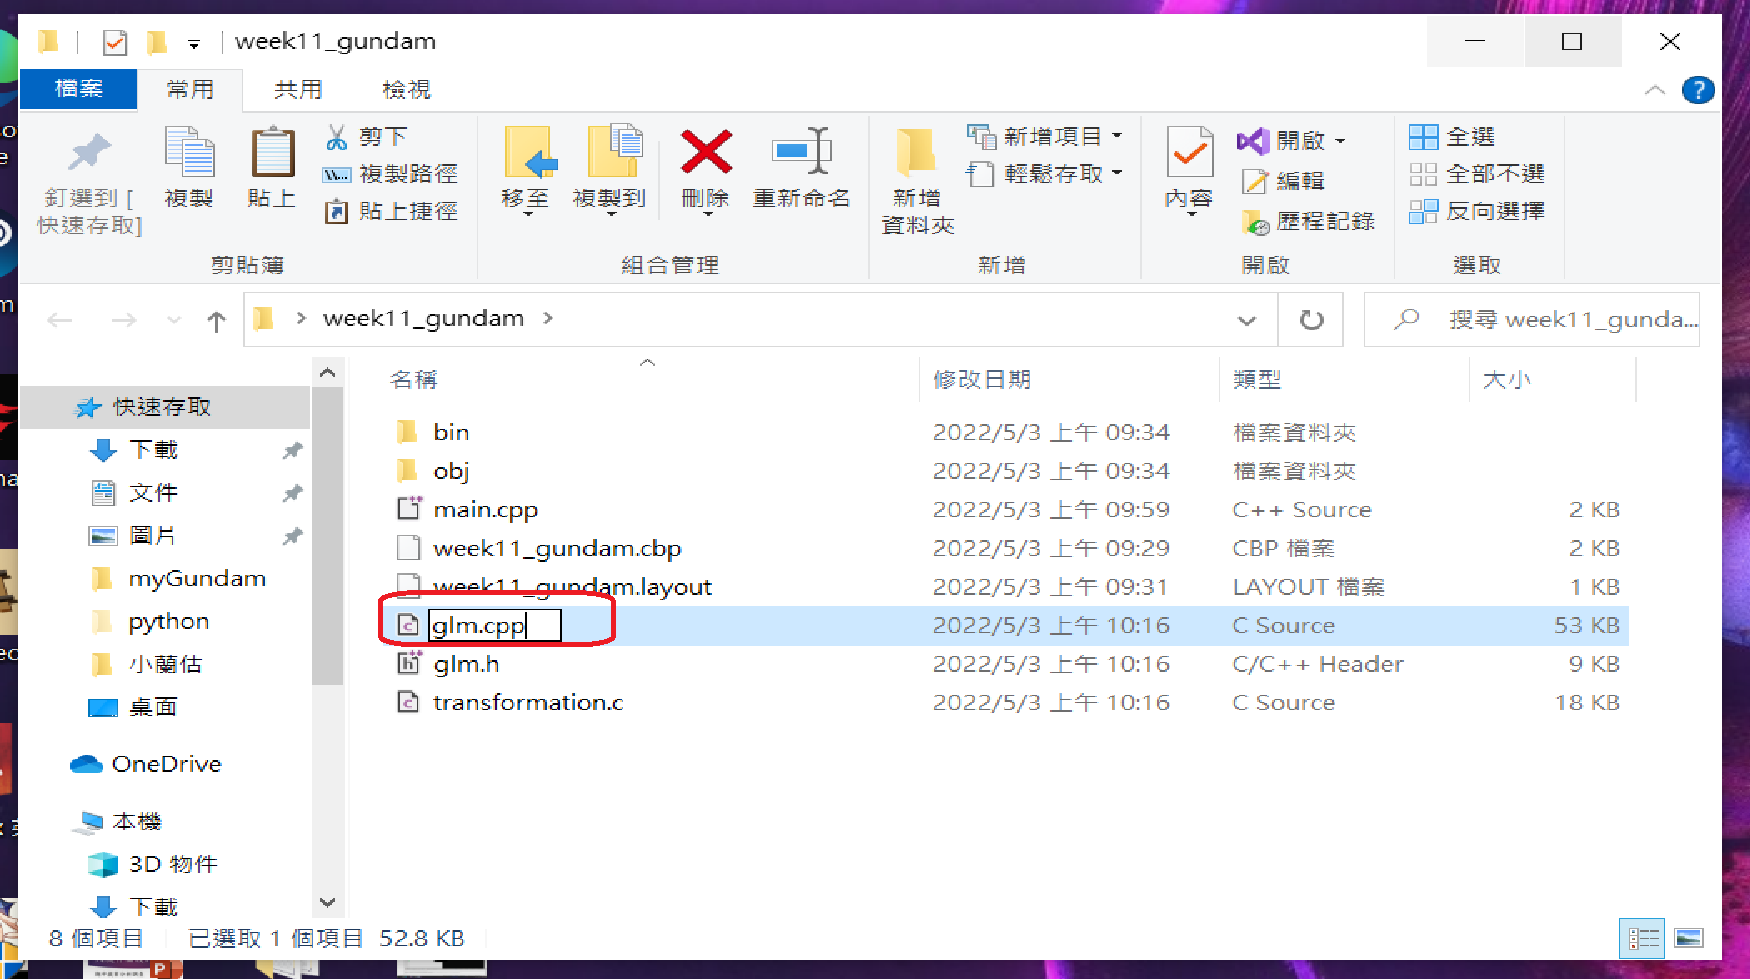 week11_gundam
檔案 常用 共用 檢視
釘選到 [
快速存取]
複製
貼上
剪下
複製路徑
貼上捷徑
剪貼簿
移至
複製到
刪除
重新命名
組合管理
新增
資料夾
新增項目
輕鬆存取
新增
內容
開啟
編輯
歷程記錄
開啟
全選
全部不選
反向選擇
選取
week11_gundam
搜尋 week11_gunda...
名稱 修改日期 類型 大小
快速存取
下載
文件
圖片
myGundam
python
小蘭估
桌面
OneDrive
本機
3D 物件
下載
bin 2022/5/3 上午 09:34 檔案資料夾
obj 2022/5/3 上午 09:34 檔案資料夾
main.cpp 2022/5/3 上午 09:59 C++ Source 2 KB
week11_gundam.cbp 2022/5/3 上午 09:29 CBP 檔案 2 KB
week11_gundam.layout 2022/5/3 上午 09:31 LAYOUT 檔案 1 KB
glm.cpp 2022/5/3 上午 10:16 C Source 53 KB
glm.h 2022/5/3 上午 10:16 C/C++ Header 9 KB
transformation.c 2022/5/3 上午 10:16 C Source 18 KB
8 個項目 已選取 1 個項目 52.8 KB